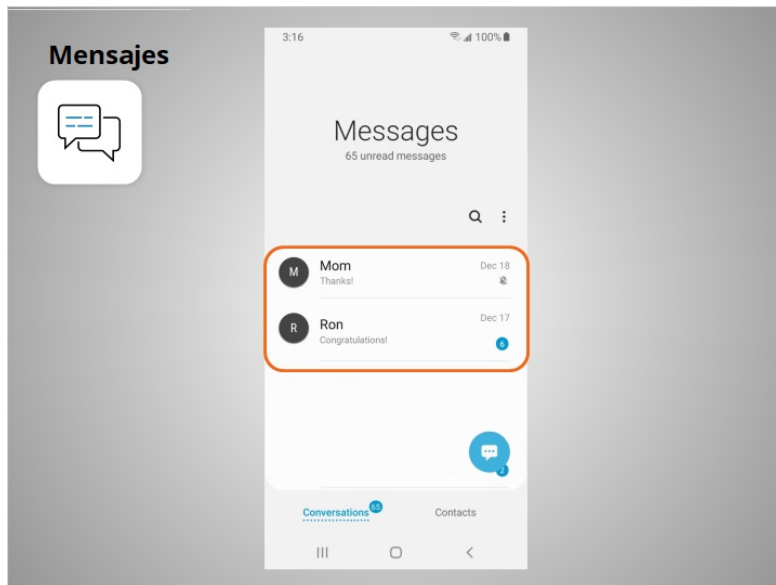 Mensajes
3:16
100%
Messages
65 unread messages
M
Mom
Dec 18
Thanks!
R
Ron
Dec 17
Congratulations!
6
2
Conversations 65
Contacts